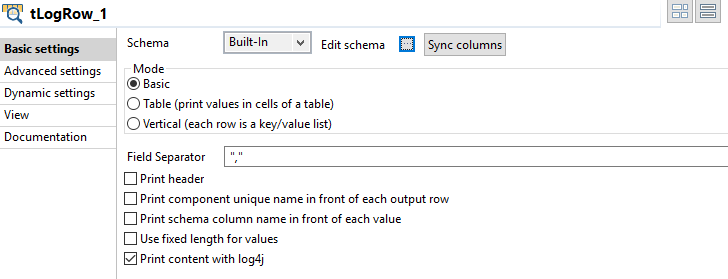 tLogRow_1
Basic settings
Advanced settings
Dynamic settings
View
Documentation
Schema Built-In Edit schema Sync columns
Mode
Basic
Table (print values in cells of a table)
Vertical (each row is a key/value list)
Field Separator ","
Print header
Print component unique name in front of each output row
Print schema column name in front of each value
Use fixed length for values
Print content with log4j